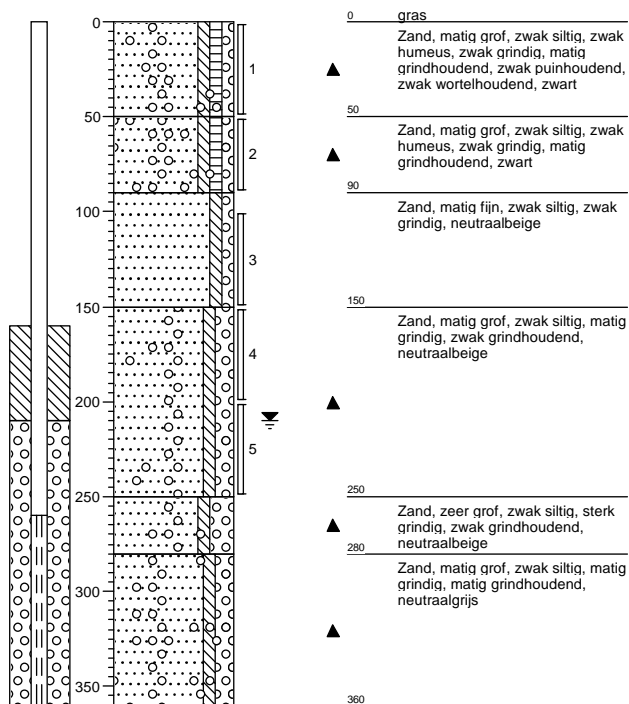 0
50
100
150
200
250
300
350
1
2
3
4
5
0 gras
Zand, matig grof, zwak siltig, zwak
humeus, zwak grindig, matig
grindhoudend, zwak puinhoudend,
zwak wortelhoudend, zwart
50
Zand, matig grof, zwak siltig, zwak
humeus, zwak grindig, matig
grindhoudend, zwart
90
Zand, matig fijn, zwak siltig, zwak
grindig, neutraalbeige
150
Zand, matig grof, zwak siltig, matig
grindig, zwak grindhoudend,
neutraalbeige
250
Zand, zeer grof, zwak siltig, sterk
grindig, zwak grindhoudend,
neutraalbeige
280
Zand, matig grof, zwak siltig, matig
grindig, matig grindhoudend,
neutraalgrijs
360